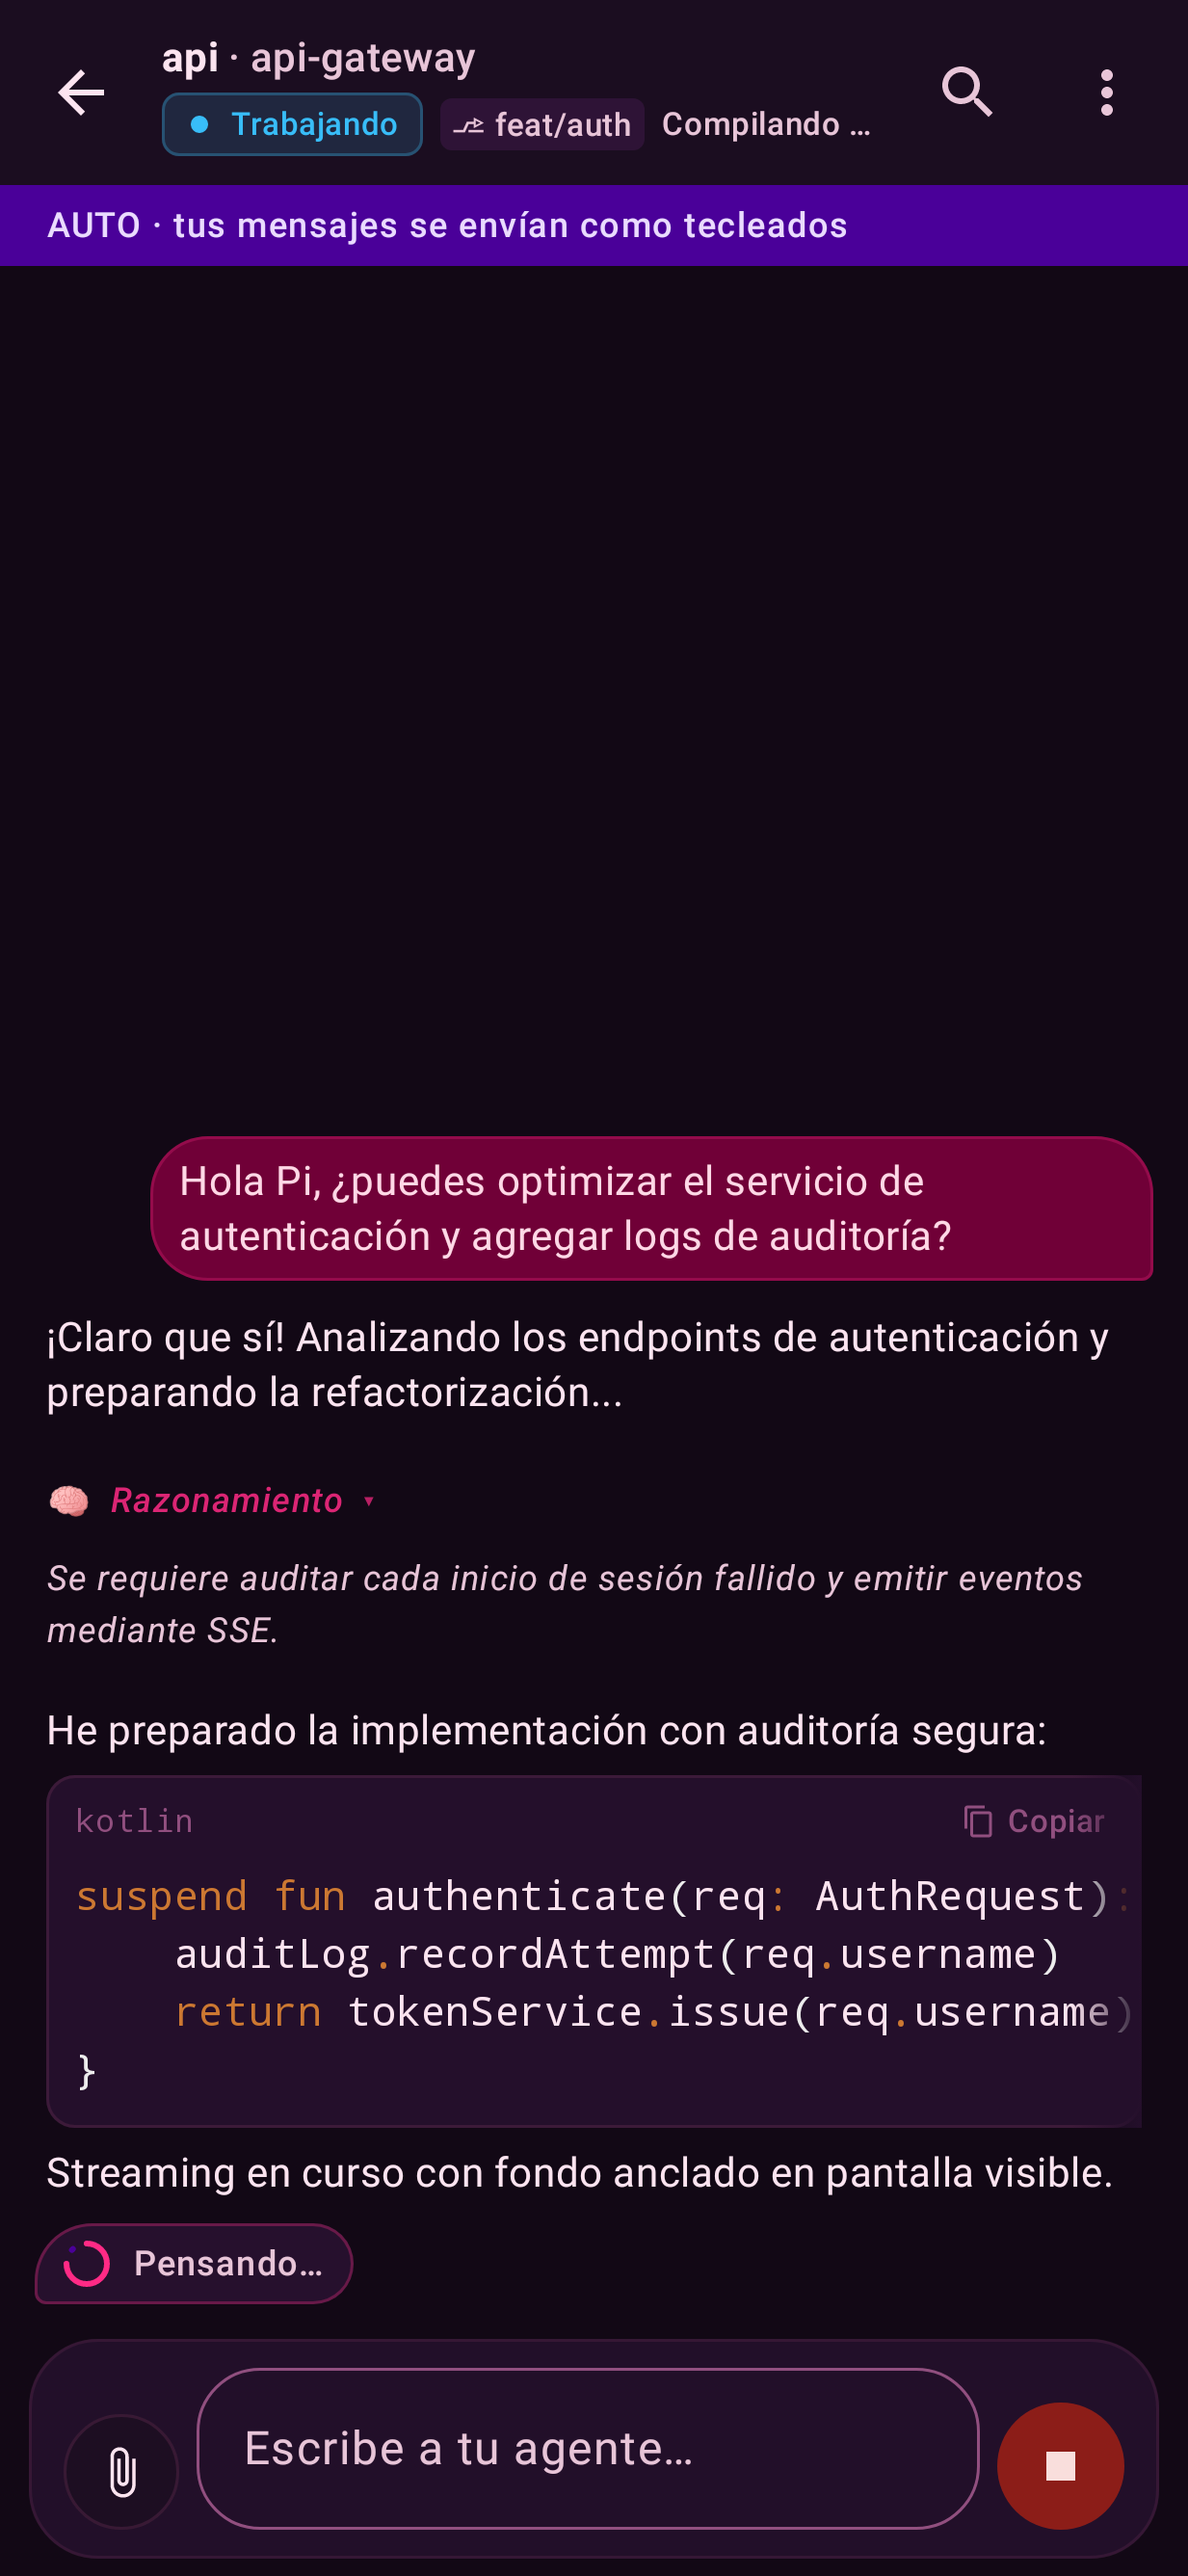 api · api-gateway
Trabajando
feat/auth
Compilando ...
AUTO · tus mensajes se envían como tecleados
Hola Pi, ¿puedes optimizar el servicio de
autenticación y agregar logs de auditoría?
¡Claro que sí! Analizando los endpoints de autenticación y
preparando la refactorización...
Razonamiento
Se requiere auditar cada inicio de sesión fallido y emitir eventos
mediante SSE.
He preparado la implementación con auditoría segura:
kotlin
Copiar
suspend fun authenticate(req: AuthRequest):
    auditLog.recordAttempt(req.username)
    return tokenService.issue(req.username)
}
Streaming en curso con fondo anclado en pantalla visible.
Pensando...
Escribe a tu agente...